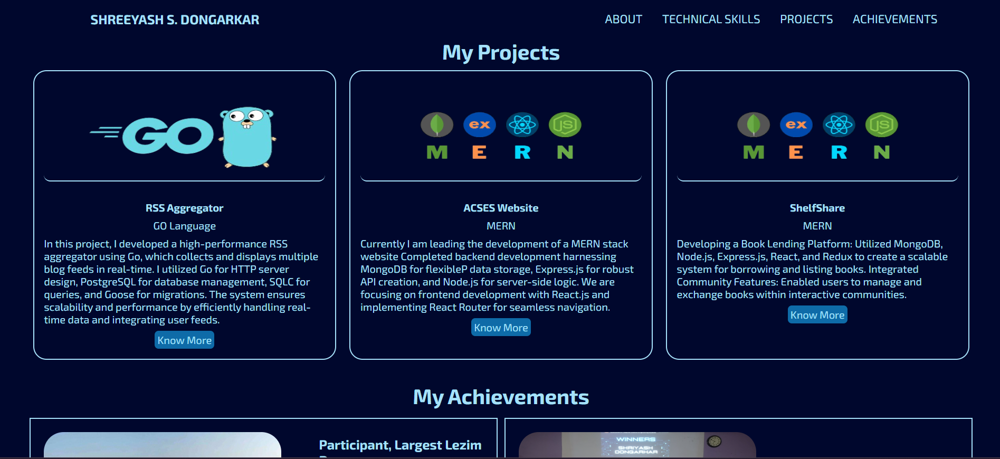 SHREEYASH S. DONGARKAR
ABOUT TECHNICAL SKILLS PROJECTS ACHIEVEMENTS
My Projects
GO
ex JS
M E R N
ex JS
M E R N
RSS Aggregator
GO Language
In this project, I developed a high-performance RSS
aggregator using Go, which collects and displays multiple
blog feeds in real-time. I utilized Go for HTTP server
design, PostgreSQL for database management, SQLC for
queries, and Goose for migrations. The system ensures
scalability and performance by efficiently handling real-
time data and integrating user feeds.
Know More
ACSES Website
MERN
Currently I am leading the development of a MERN stack
website Completed backend development harnessing
MongoDB for flexibleP data storage, Express.js for robust
API creation, and Node.js for server-side logic. We are
focusing on frontend development with React.js and
implementing React Router for seamless navigation.
Know More
ShelfShare
MERN
Developing a Book Lending Platform: Utilized MongoDB,
Node.js, Express.js, React, and Redux to create a scalable
system for borrowing and listing books. Integrated
Community Features: Enabled users to manage and
exchange books within interactive communities.
Know More
My Achievements
Participant, Largest Lezim
WINNERS
SHRIYASH
DONGARHAR